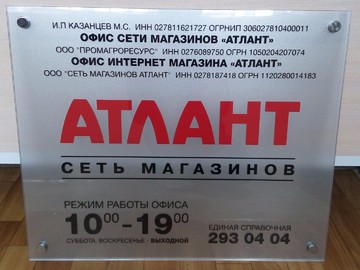 И.П КАЗАНЦЕВ М.С. ИНН 027811621727 ОГРНИП 306027810400011
ОФИС СЕТИ МАГАЗИНОВ «АТЛАНТ»
ООО "ПРОМАГРОРЕСУРС" ИНН 0276089750 ОГРН 1050204207074
ОФИС ИНТЕРНЕТ МАГАЗИНА «АТЛАНТ»
ООО "СЕТЬ МАГАЗИНОВ АТЛАНТ" ИНН 0278187418 ОГРН 1120280014183
АТЛАНТ
СЕТЬ МАГАЗИНОВ
РЕЖИМ РАБОТЫ ОФИСА
10⁰⁰-19⁰⁰
СУББОТА, ВОСКРЕСЕНЬЕ - ВЫХОДНОЙ
ЕДИНАЯ СПРАВОЧНАЯ
293 04 04